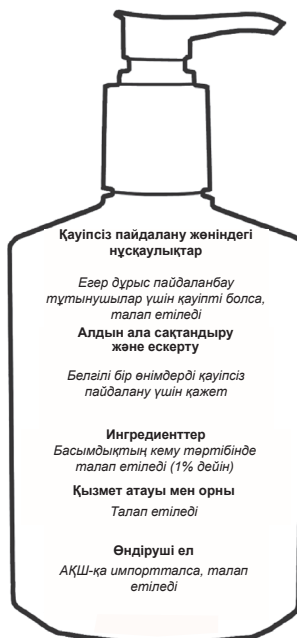 Қауіпсіз пайдалану жөніндегі
нұсқаулықтар
Егер дұрыс пайдаланбау
тұтынушылар үшін қауіпті болса,
талап етіледі
Алдын ала сақтандыру
және ескерту
Белгілі бір өнімдерді қауіпсіз
пайдалану үшін қажет
Ингредиенттер
Басымдықтың кему тәртібінде
талап етіледі (1% дейін)
Қызмет атауы мен орны
Талап етіледі
Өндіруші ел
АҚШ-қа импортталса, талап
етіледі